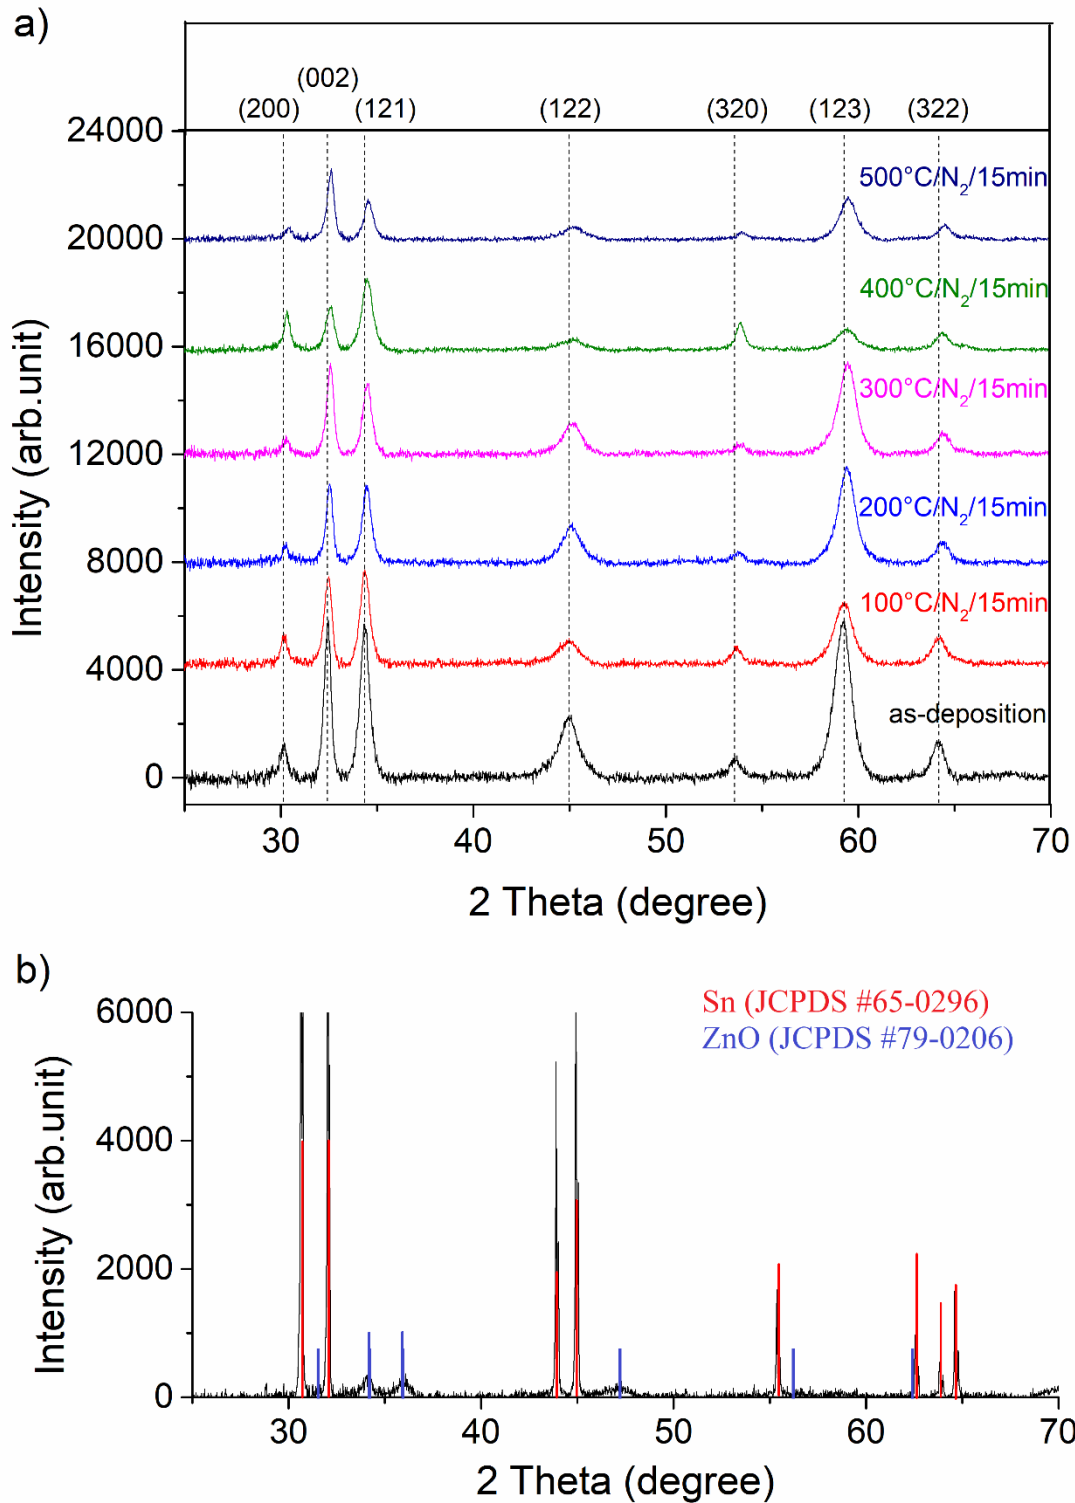 a)
(002)
(200) (121) (122) (320) (123) (322)
24000
500°C/N₂/15min
20000
400°C/N₂/15min
16000
300°C/N₂/15min
12000
200°C/N₂/15min
8000
100°C/N₂/15min
4000
as-deposition
0
Intensity (arb.unit)
30 40 50 60 70
2 Theta (degree)
b)
Sn (JCPDS #65-0296)
ZnO (JCPDS #79-0206)
6000
4000
2000
0
Intensity (arb.unit)
30 40 50 60 70
2 Theta (degree)